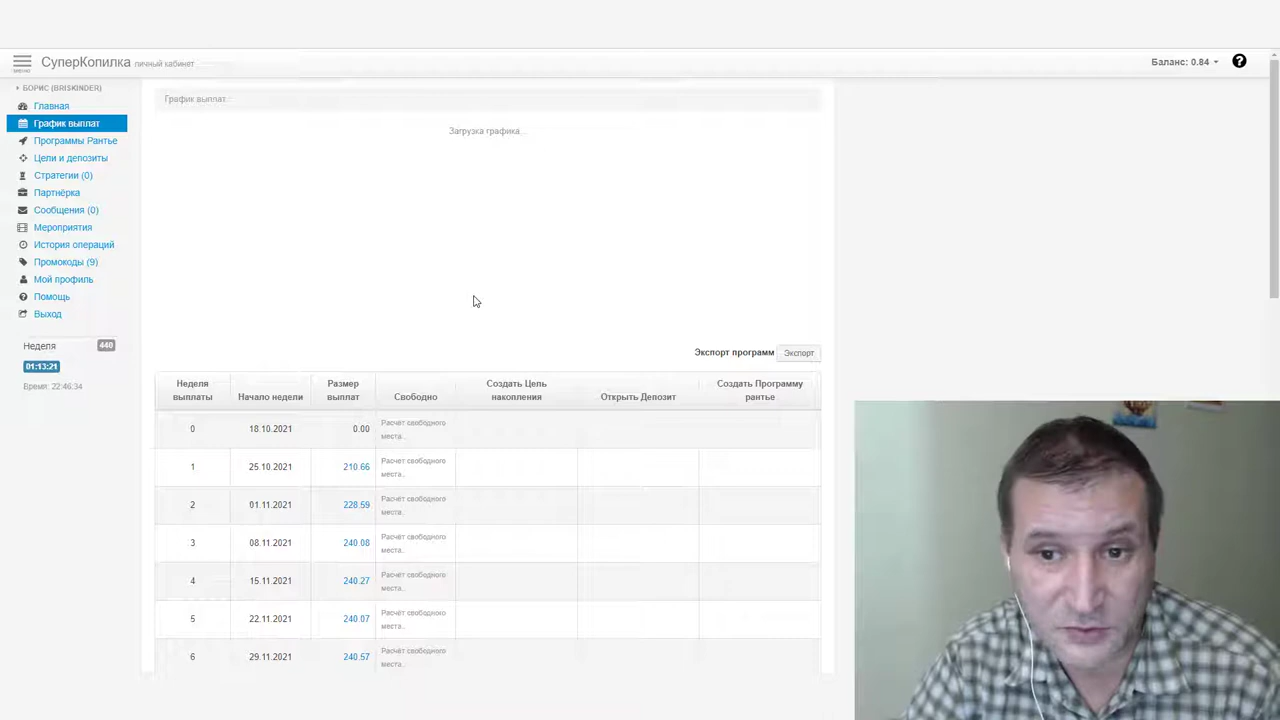 СуперКопилка личный кабинет
Баланс: 0.84
МЕНЮ
БОРИС (BRISKINDER)
Главная
График выплат
Программы Рантье
Цели и депозиты
Стратегии (0)
Партнёрка
Сообщения (0)
Мероприятия
История операций
Промокоды (9)
Мой профиль
Помощь
Выход
Неделя 440
01:13:21
Время: 22:46:34
График выплат
Загрузка графика..
Экспорт программ Экспорт
Неделя выплаты Начало недели Размер выплат Свободно Создать Цель накопления Открыть Депозит Создать Программу рантье
0 18.10.2021 0.00 Расчёт свободного места..
1 25.10.2021 210.66 Расчёт свободного места..
2 01.11.2021 228.59 Расчёт свободного места..
3 08.11.2021 240.08 Расчёт свободного места..
4 15.11.2021 240.27 Расчёт свободного места..
5 22.11.2021 240.07 Расчёт свободного места..
6 29.11.2021 240.57 Расчёт свободного места..